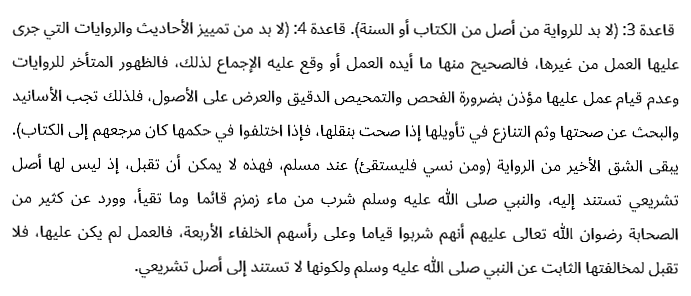 قاعدة 3: (لا بد للرواية من أصل من الكتاب أو السنة). قاعدة 4: (لا بد من تمييز الأحاديث والروايات التي جرى
عليها العمل من غيرها، فالصحيح منها ما أيده العمل أو وقع عليه الإجماع لذلك، فالظهور المتأخر للروايات
وعدم قيام عمل عليها مؤذن بضرورة الفحص والتمحيص الدقيق والعرض على الأصول، فلذلك تجب الأسانيد
والبحث عن صحتها وثم التنازع في تأويلها إذا صحت بنقلها، فإذا اختلفوا في حكمها كان مرجعهم إلى الكتاب).
يبقى الشق الأخير من الرواية (ومن نسي فليستقئ) عند مسلم، فهذه لا يمكن أن تقبل، إذ ليس لها أصل
تشريعي تستند إليه، والنبي صلى الله عليه وسلم شرب من ماء زمزم قائما وما تقيأ، وورد عن كثير من
الصحابة رضوان الله تعالى عليهم أنهم شربوا قياما وعلى رأسهم الخلفاء الأربعة، فالعمل لم يكن عليها، فلا
تقبل لمخالفتها الثابت عن النبي صلى الله عليه وسلم ولكونها لا تستند إلى أصل تشريعي.